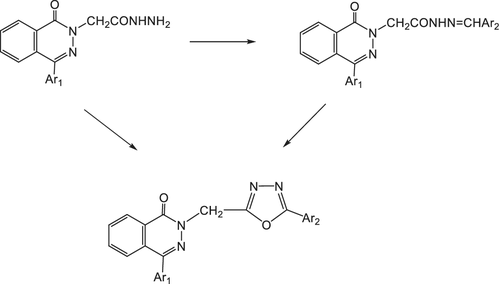 O
N
CH₂CONHNH₂
N
Ar₁
O
N
CH₂CONHN=CHAr₂
N
Ar₁
O
N
CH₂
N
N
O
Ar₂
N
Ar₁